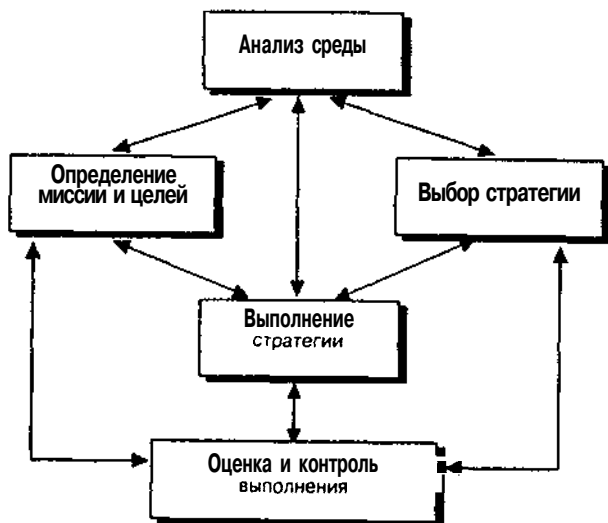 Анализ среды
Определение
миссии и целей
Выбор стратегии
Выполнение
стратегии
Оценка и контроль
выполнения